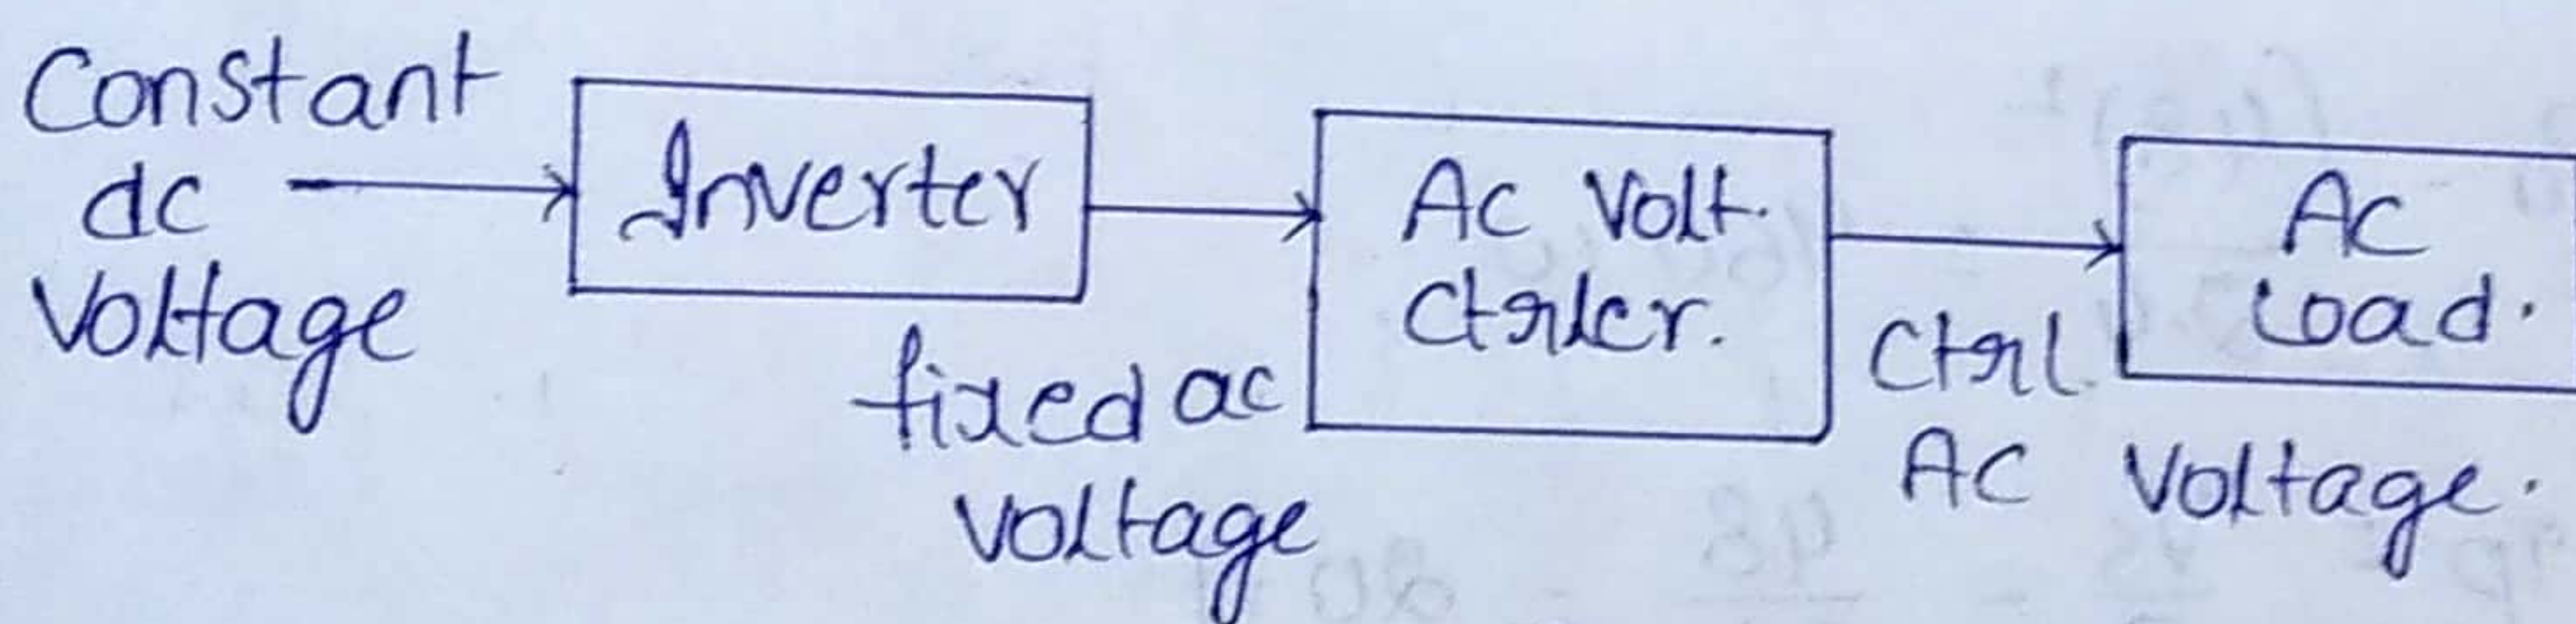 Constant
dc
Voltage
Inverter
fixed ac
voltage
Ac Volt.
Ctrler.
Ctrl
AC Voltage.
AC
Load.